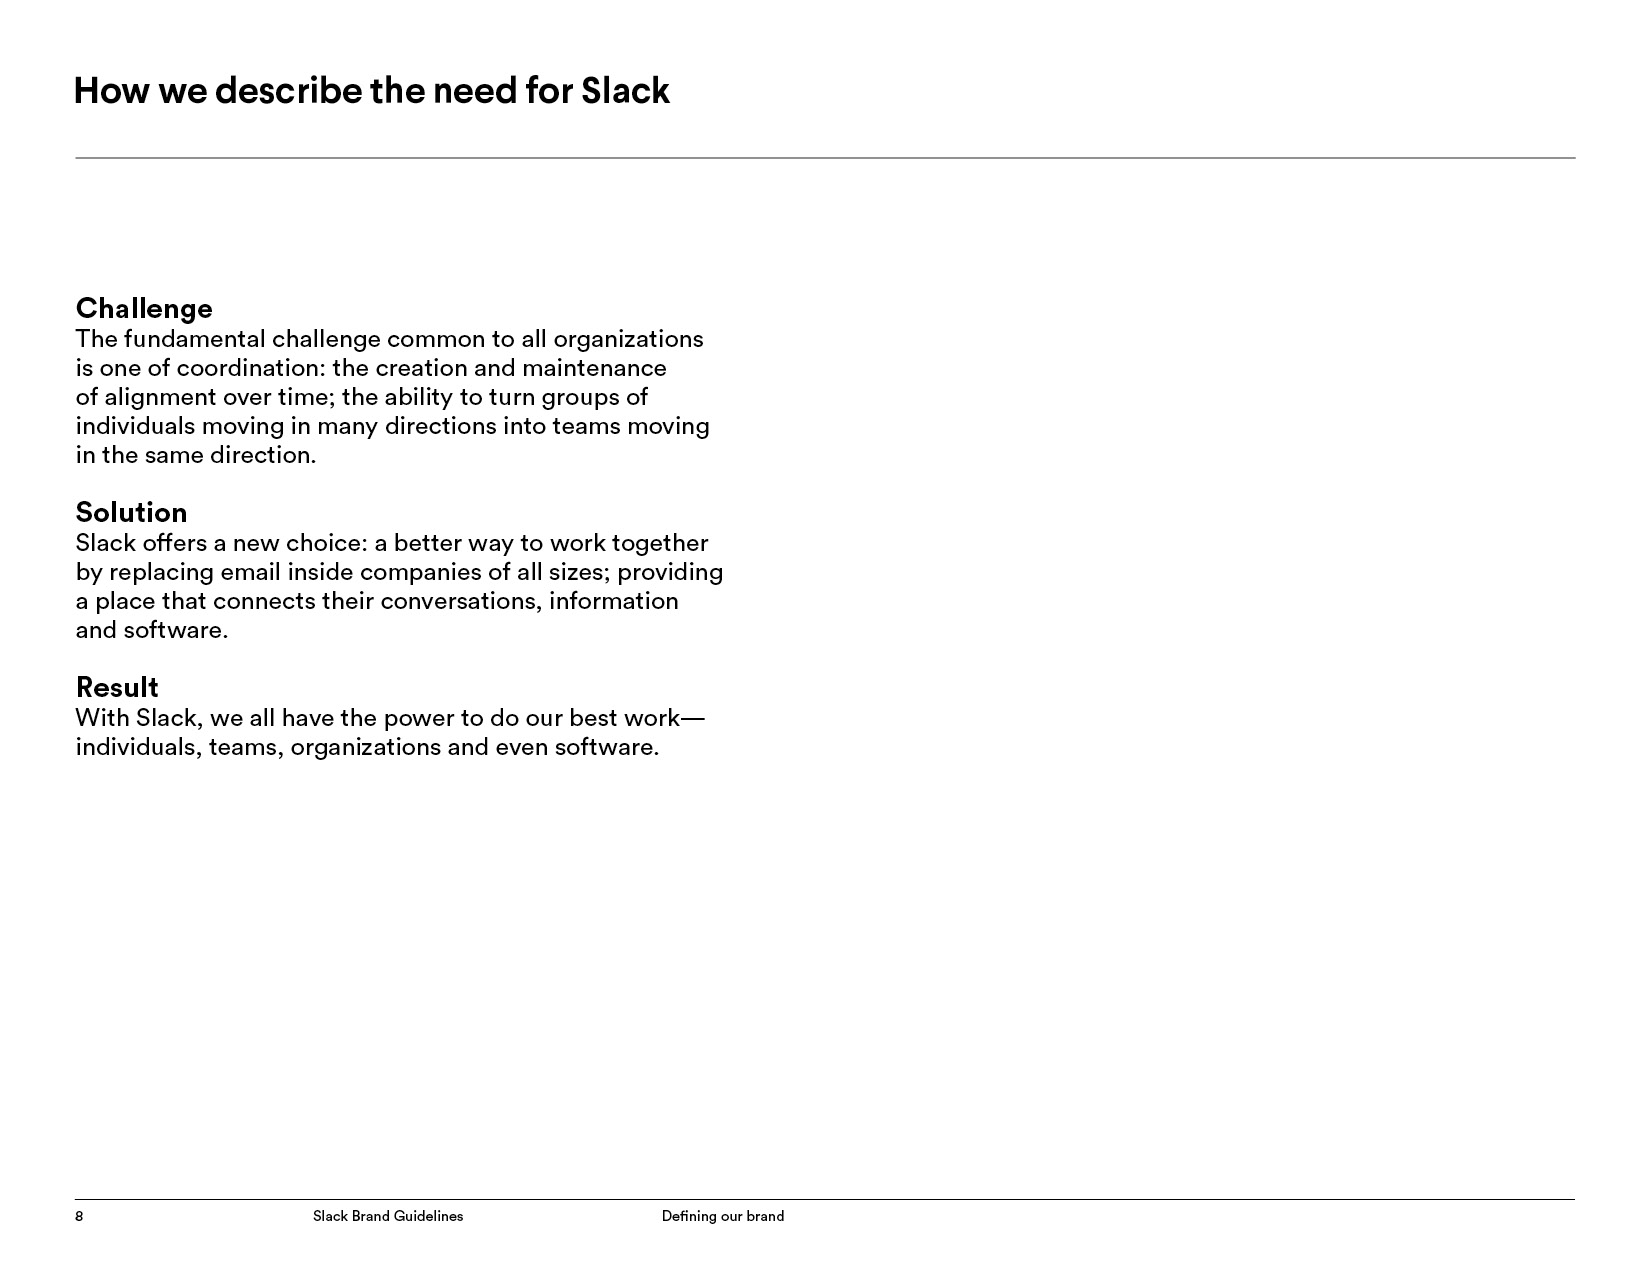 How we describe the need for Slack
Challenge
The fundamental challenge common to all organizations
is one of coordination: the creation and maintenance
of alignment over time; the ability to turn groups of
individuals moving in many directions into teams moving
in the same direction.
Solution
Slack offers a new choice: a better way to work together
by replacing email inside companies of all sizes; providing
a place that connects their conversations, information
and software.
Result
With Slack, we all have the power to do our best work—
individuals, teams, organizations and even software.
8 Slack Brand Guidelines Defining our brand